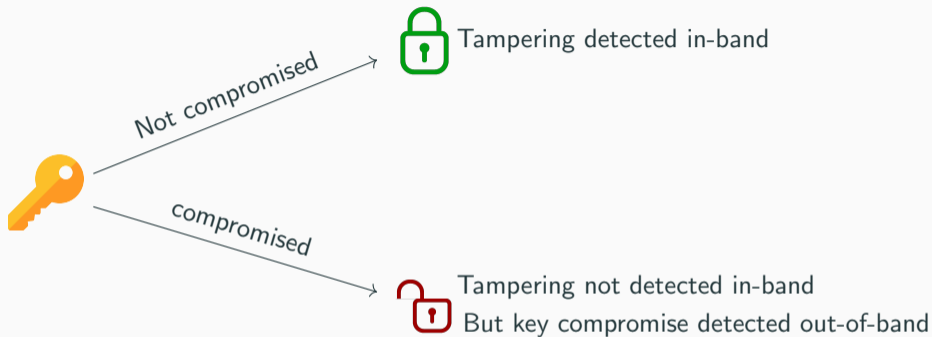 Tampering detected in-band
Not compromised
compromised
Tampering not detected in-band
But key compromise detected out-of-band